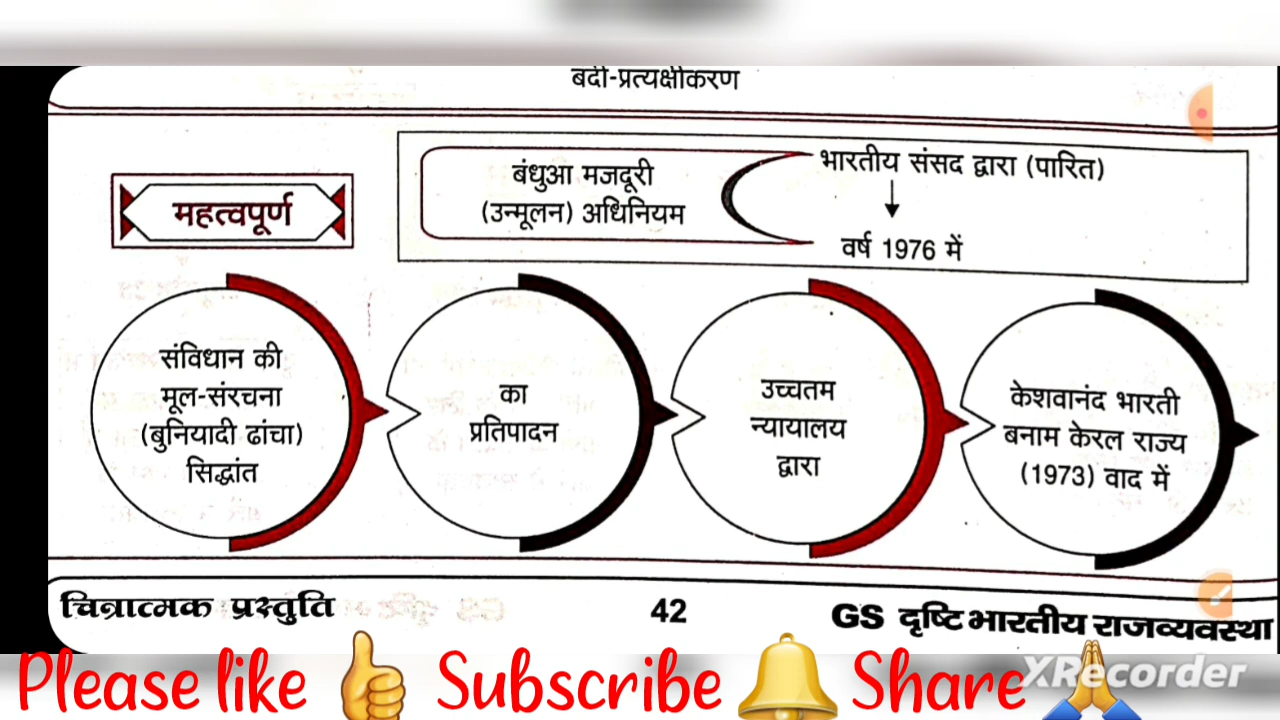 बंदी-प्रत्यक्षीकरण
महत्वपूर्ण
बंधुआ मजदूरी
(उन्मूलन) अधिनियम
भारतीय संसद द्वारा (पारित)
वर्ष 1976 में
संविधान की
मूल-संरचना
(बुनियादी ढांचा)
सिद्धांत
का
प्रतिपादन
उच्चतम
न्यायालय
द्वारा
केशवानंद भारती
बनाम केरल राज्य
(1973) वाद में
चित्रात्मक प्रस्तुति
42
GS दृष्टि भारतीय राजव्यवस्था
Please like Subscribe Share
XRecorder